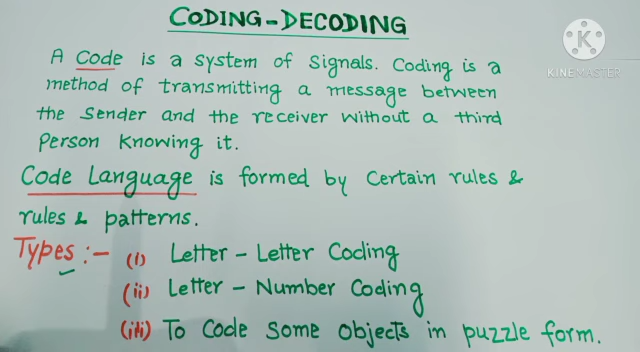 CODING-DECODING
KINEMASTER
A Code is a system of Signals. Coding is a
method of transmitting a message between
the Sender and the receiver without a third
Person Knowing it.
Code Language is formed by Certain rules &
rules & patterns.
Types :- (i) Letter - Letter Coding
(ii) Letter - Number Coding
(iii) To Code Some Objects in puzzle form.